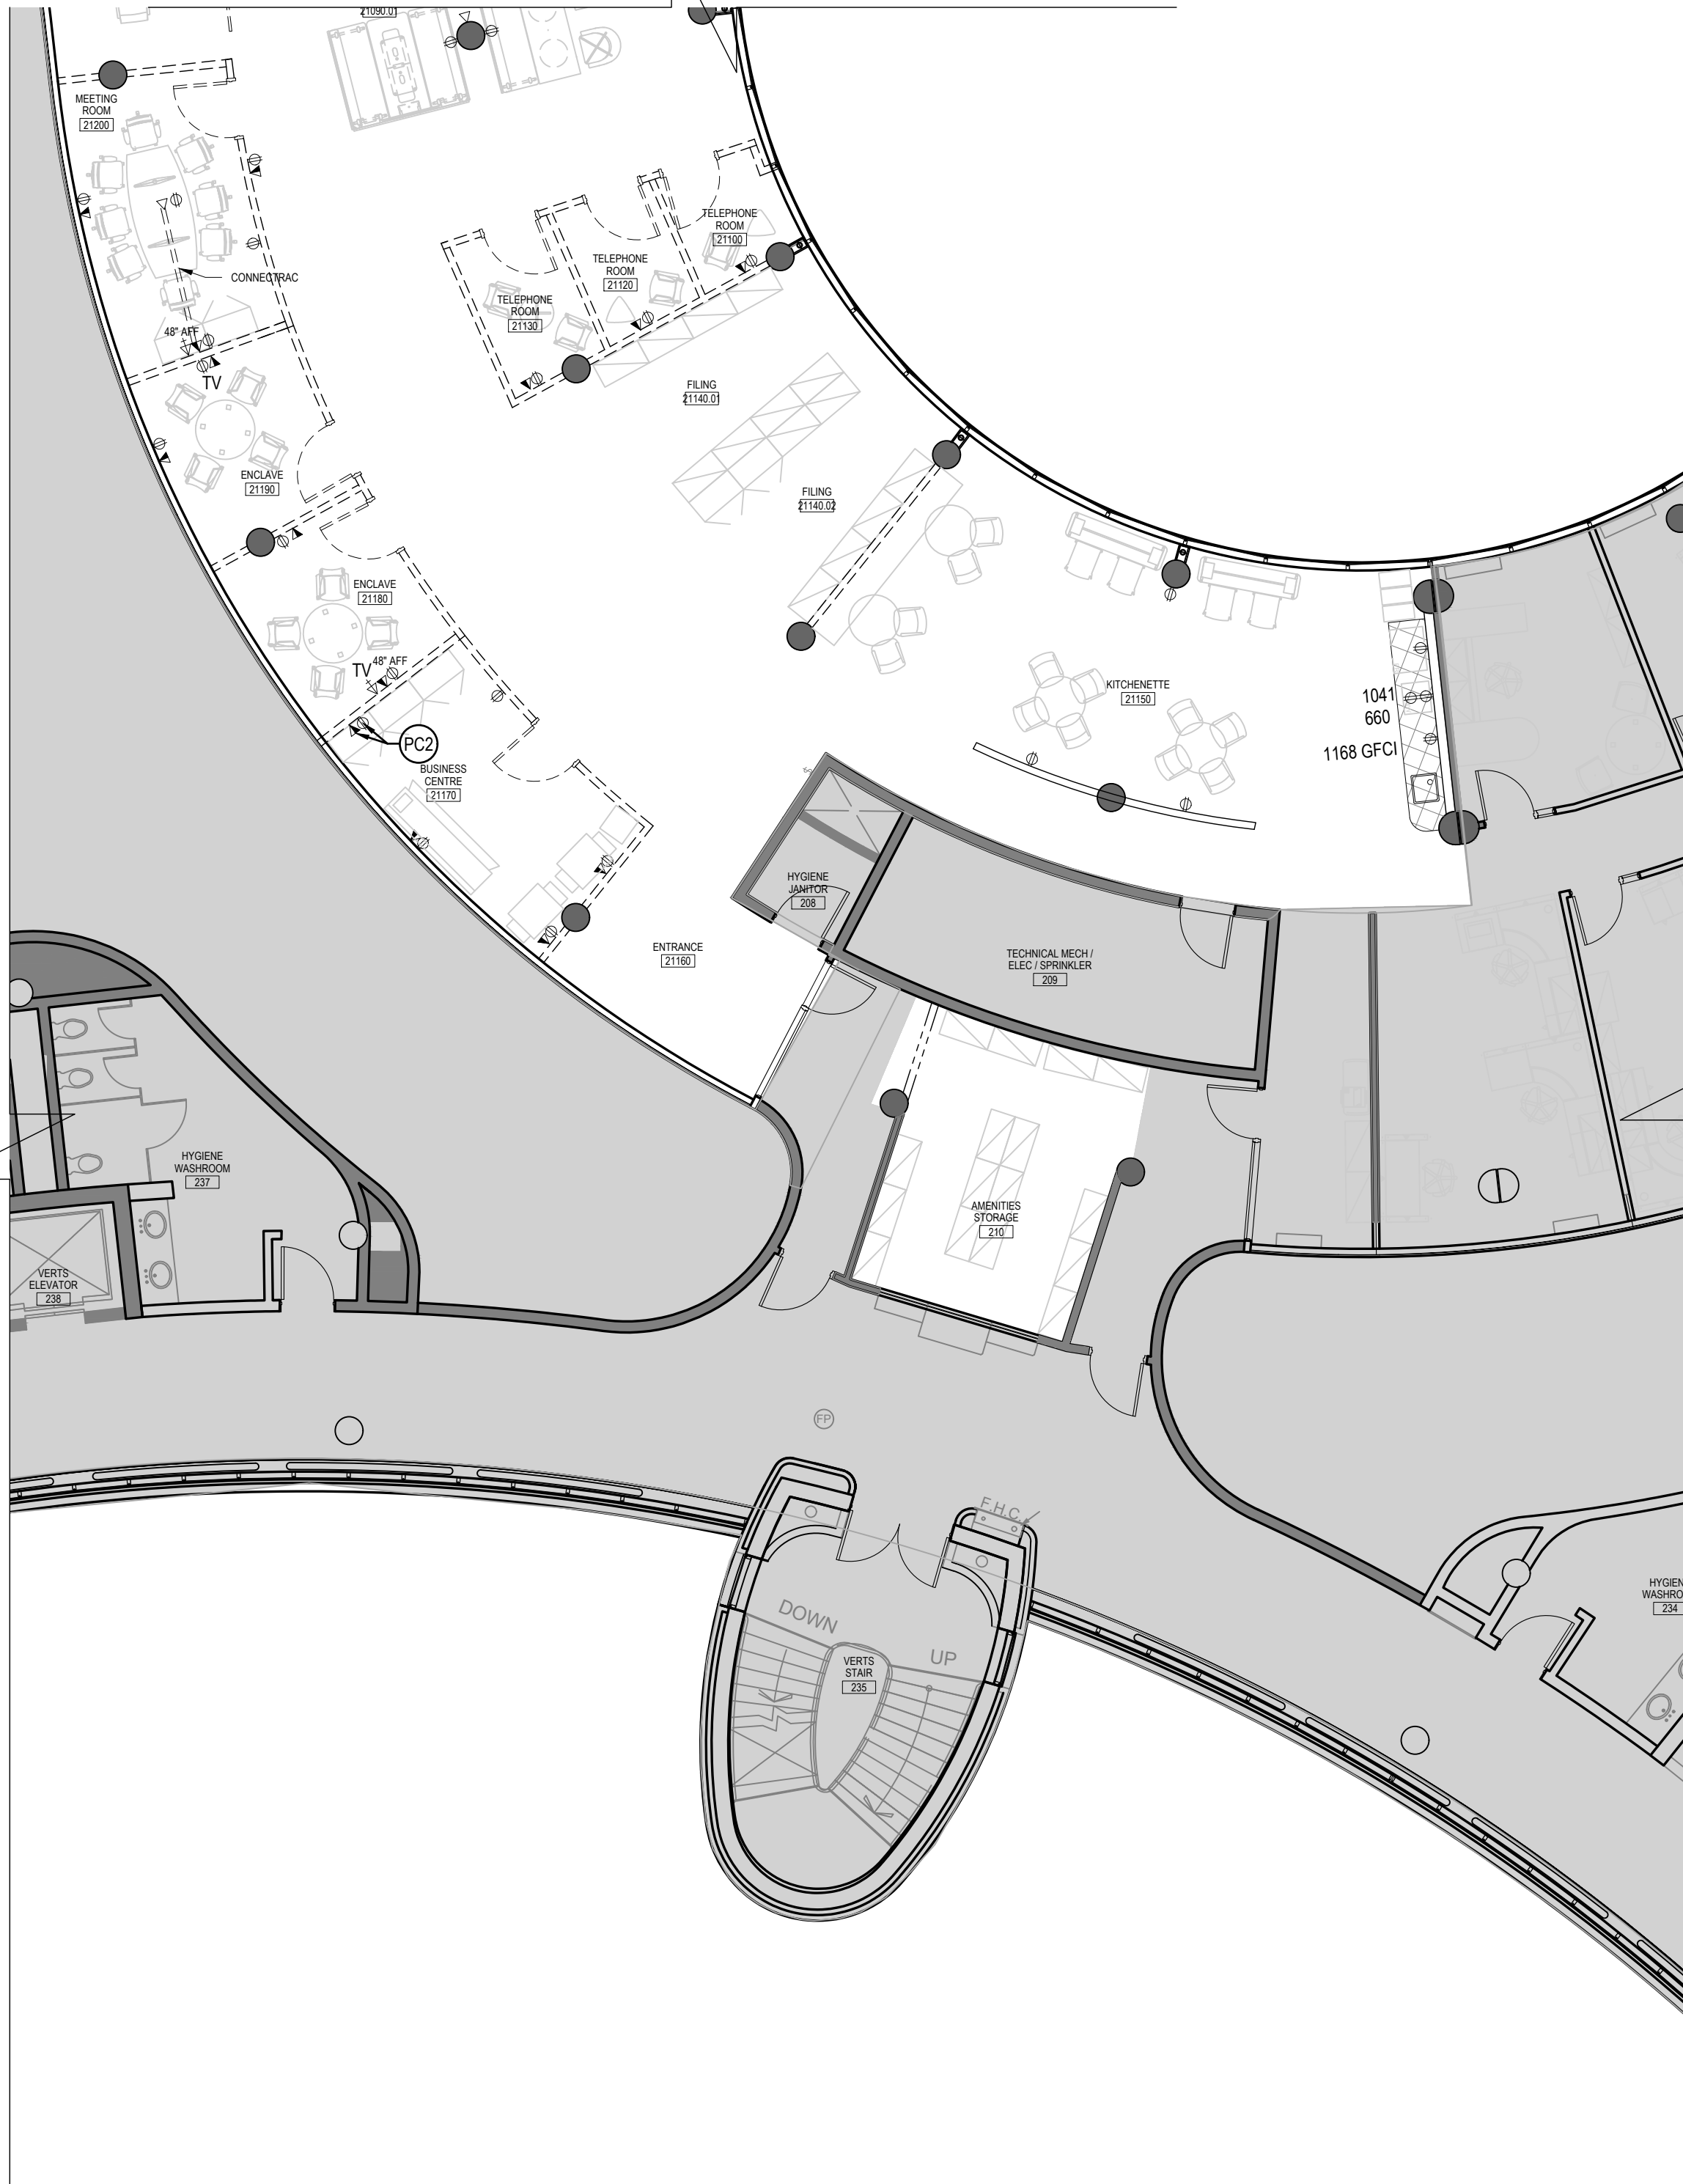 21090.01
MEETING
ROOM
21200
TELEPHONE
ROOM
21100
TELEPHONE
ROOM
21120
CONNECTRAC
TELEPHONE
ROOM
21130
48" AFF
TV
FILING
21140.01
ENCLAVE
21190
FILING
21140.02
ENCLAVE
21180
TV 48" AFF
KITCHENETTE
21150
1041
660
1168 GFCI
PC2
BUSINESS
CENTRE
21170
HYGIENE
JANITOR
208
ENTRANCE
21160
TECHNICAL MECH /
ELEC / SPRINKLER
209
HYGIENE
WASHROOM
237
AMENITIES
STORAGE
210
VERTS
ELEVATOR
238
FP
F.H.C.
HYGIEN
WASHRO
234
DOWN
UP
VERTS
STAIR
235